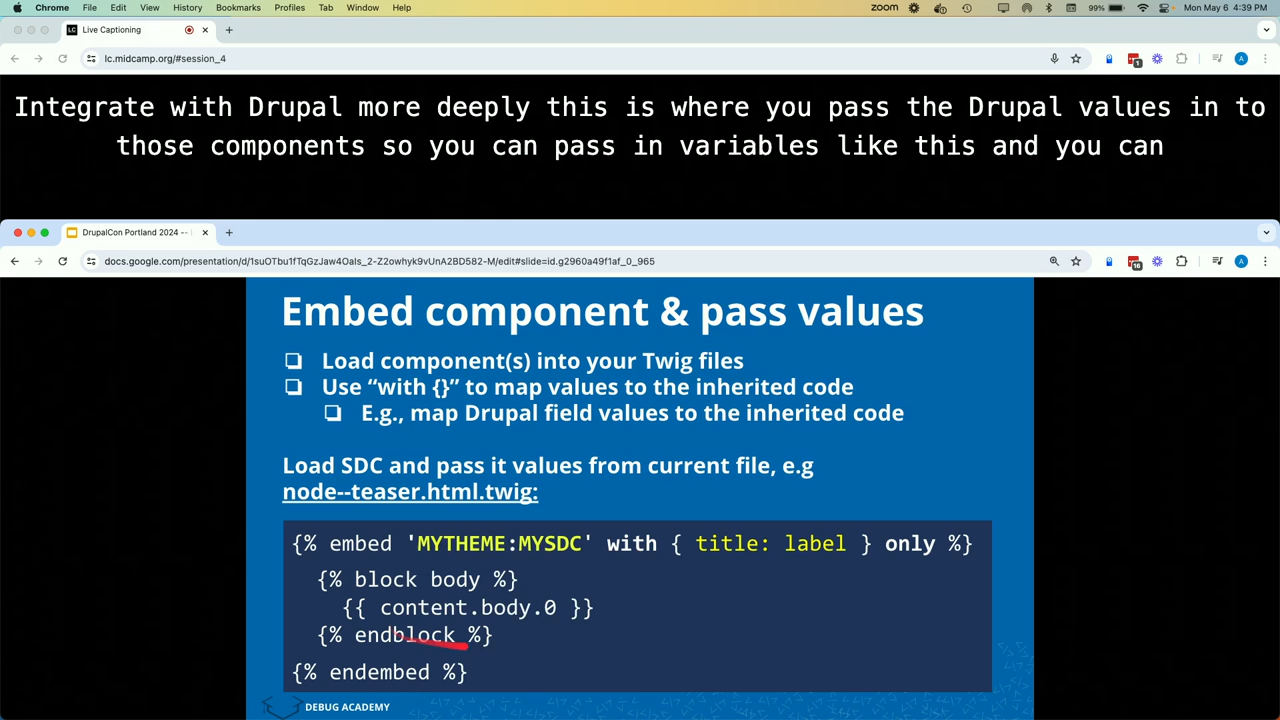 Chrome File Edit View History Bookmarks Profiles Tab Window Help zoom 99% Mon May 6 4:39 PM
LC Live Captioning
lc.midcamp.org/#session_4 1 A
Integrate with Drupal more deeply this is where you pass the Drupal values in to
those components so you can pass in variables like this and you can
DrupalCon Portland 2024 --
docs.google.com/presentation/d/1suOTbu1fTqGzJaw4OaIs_2-Z2owhyk9vUnA2BD582-M/edit#slide=id.g2960a49f1af_0_965 16 A
Embed component & pass values
Load component(s) into your Twig files
Use “with {}” to map values to the inherited code
E.g., map Drupal field values to the inherited code
Load SDC and pass it values from current file, e.g
node--teaser.html.twig:
{% embed 'MYTHEME:MYSDC' with { title: label } only %}
{% block body %}
{{ content.body.0 }}
{% endblock %}
{% endembed %}
DEBUG ACADEMY